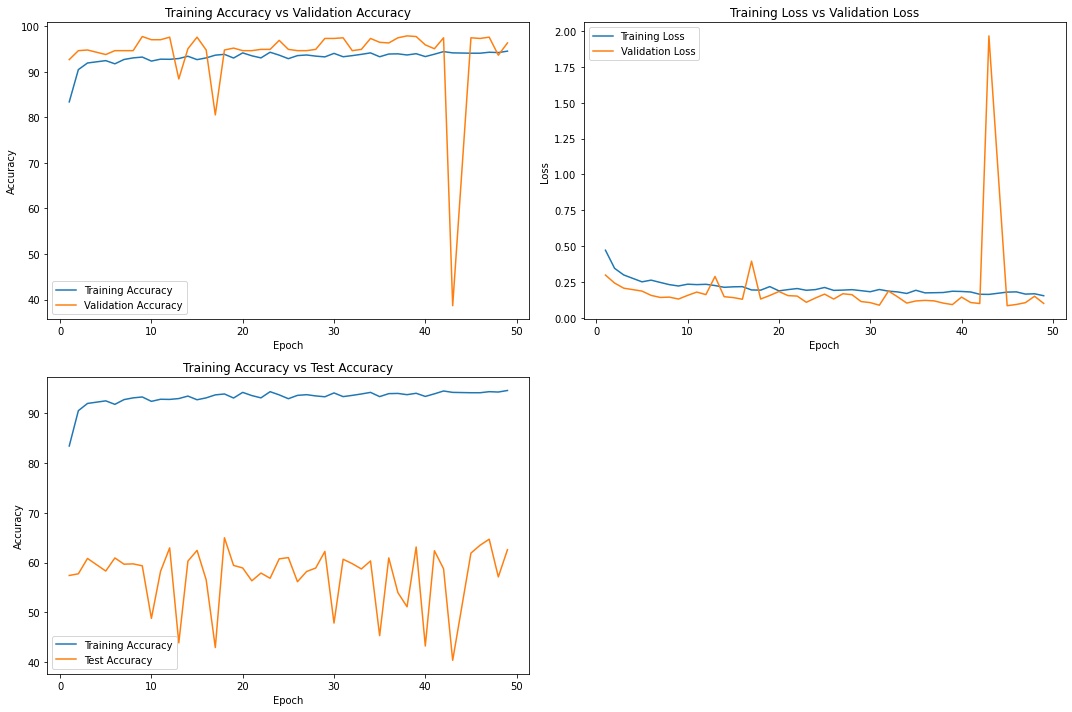 Training Accuracy vs Validation Accuracy
100
90
80
70
60
50
40
Accuracy
Training Accuracy
Validation Accuracy
0
10
20
30
40
50
Epoch
Training Loss vs Validation Loss
2.00
1.75
1.50
1.25
1.00
0.75
0.50
0.25
0.00
Loss
Training Loss
Validation Loss
0
10
20
30
40
50
Epoch
Training Accuracy vs Test Accuracy
90
80
70
60
50
40
Accuracy
Training Accuracy
Test Accuracy
0
10
20
30
40
50
Epoch